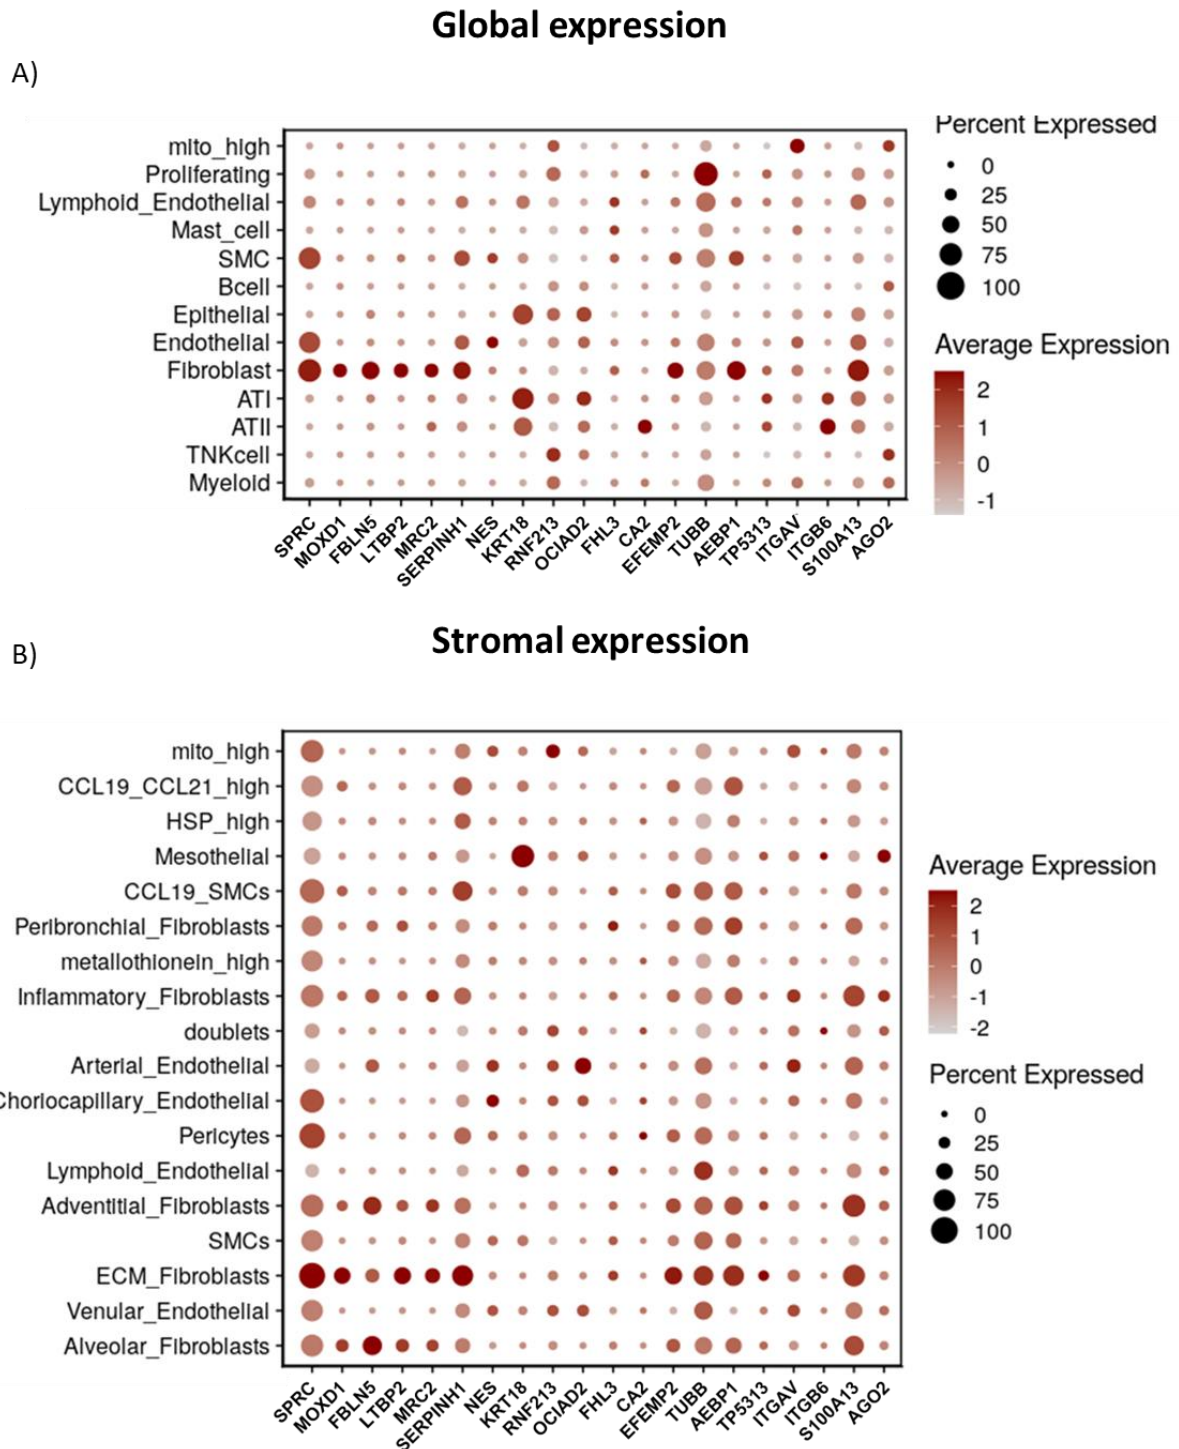 Global expression
A)
Percent Expressed
mito_high
Proliferating
Lymphoid_Endothelial
Mast_cell
SMC
Bcell
Epithelial
Endothelial
Fibroblast
ATI
ATII
TNKcell
Myeloid
0
25
50
75
100
Average Expression
2
1
0
-1
SPRC
MOXD1
FBLN5
LTBP2
MRC2
SERPINH1
NES
KRT18
RNF213
OCIAD2
FHL3
CA2
EFEMP2
TUBB
AEBP1
TP5313
ITGAV
ITGB6
S100A13
AGO2
Stromal expression
B)
mito_high
CCL19_CCL21_high
HSP_high
Mesothelial
CCL19_SMCs
Peribronchial_Fibroblasts
metallothionein_high
Inflammatory_Fibroblasts
doublets
Arterial_Endothelial
Choriocapillary_Endothelial
Pericytes
Lymphoid_Endothelial
Adventitial_Fibroblasts
SMCs
ECM_Fibroblasts
Venular_Endothelial
Alveolar_Fibroblasts
Average Expression
2
1
0
-1
-2
Percent Expressed
0
25
50
75
100
SPRC
MOXD1
FBLN5
LTBP2
MRC2
SERPINH1
NES
KRT18
RNF213
OCIAD2
FHL3
CA2
EFEMP2
TUBB
AEBP1
TP5313
ITGAV
ITGB6
S100A13
AGO2